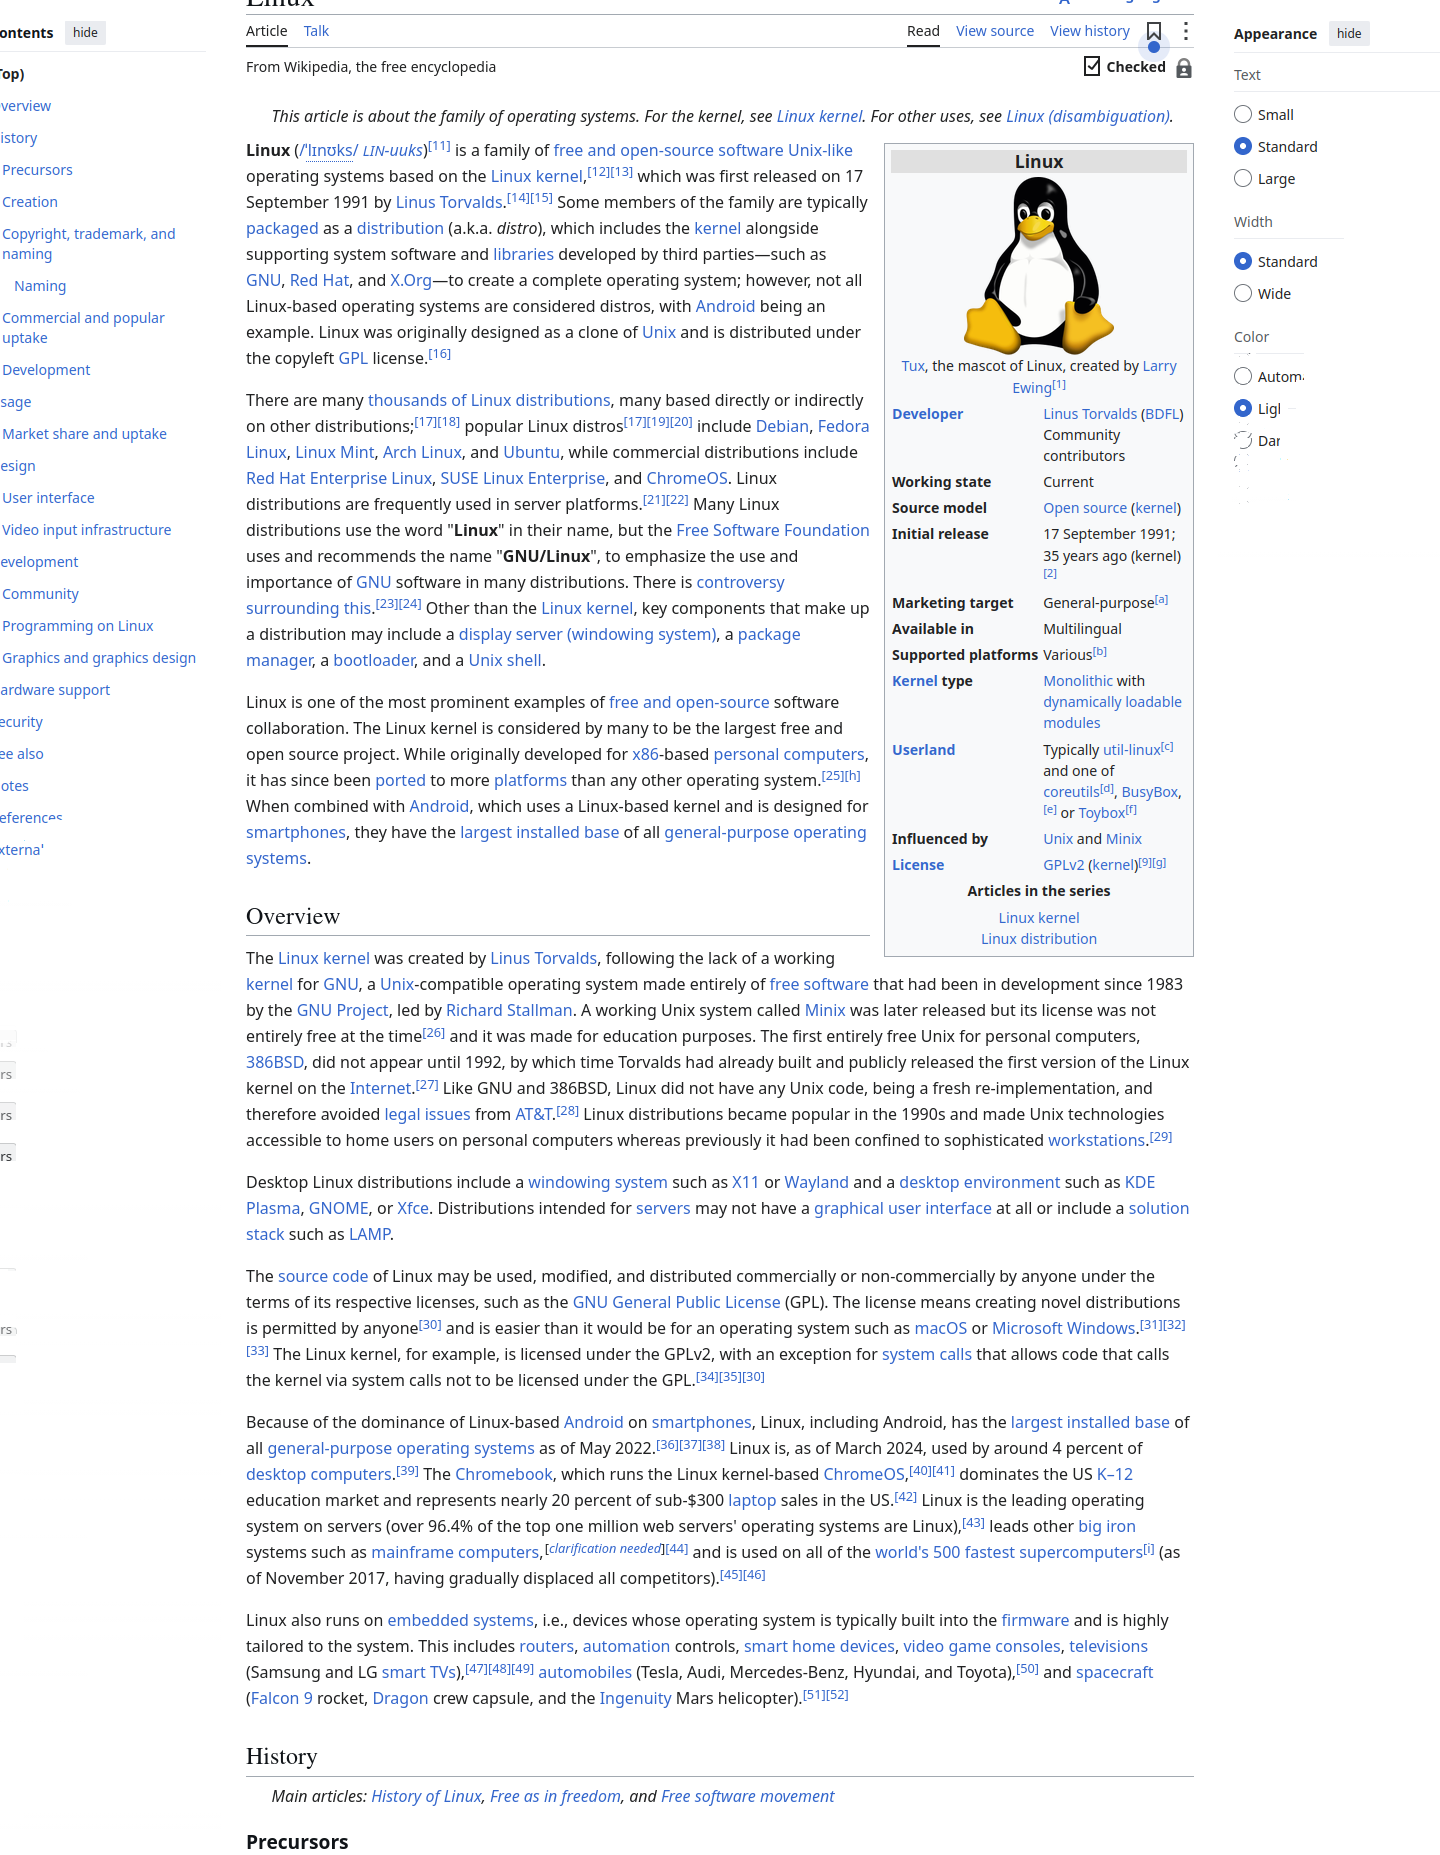 Linux
Contents hide
(Top)
Overview
History
Precursors
Creation
Copyright, trademark, and
naming
Naming
Commercial and popular
uptake
Development
Usage
Market share and uptake
Design
User interface
Video input infrastructure
Development
Community
Programming on Linux
Graphics and graphics design
Hardware support
Security
See also
Notes
References
Article Talk Read View source View history
From Wikipedia, the free encyclopedia Checked
This article is about the family of operating systems. For the kernel, see Linux kernel. For other uses, see Linux (disambiguation).
Linux (/ˈlɪnʊks/ LIN-uuks)[11] is a family of free and open-source software Unix-like
operating systems based on the Linux kernel,[12][13] which was first released on 17
September 1991 by Linus Torvalds.[14][15] Some members of the family are typically
packaged as a distribution (a.k.a. distro), which includes the kernel alongside
supporting system software and libraries developed by third parties—such as
GNU, Red Hat, and X.Org—to create a complete operating system; however, not all
Linux-based operating systems are considered distros, with Android being an
example. Linux was originally designed as a clone of Unix and is distributed under
the copyleft GPL license.[16]
There are many thousands of Linux distributions, many based directly or indirectly
on other distributions;[17][18] popular Linux distros[17][19][20] include Debian, Fedora
Linux, Linux Mint, Arch Linux, and Ubuntu, while commercial distributions include
Red Hat Enterprise Linux, SUSE Linux Enterprise, and ChromeOS. Linux
distributions are frequently used in server platforms.[21][22] Many Linux
distributions use the word "Linux" in their name, but the Free Software Foundation
uses and recommends the name "GNU/Linux", to emphasize the use and
importance of GNU software in many distributions. There is controversy
surrounding this.[23][24] Other than the Linux kernel, key components that make up
a distribution may include a display server (windowing system), a package
manager, a bootloader, and a Unix shell.
Linux is one of the most prominent examples of free and open-source software
collaboration. The Linux kernel is considered by many to be the largest free and
open source project. While originally developed for x86-based personal computers,
it has since been ported to more platforms than any other operating system.[25][h]
When combined with Android, which uses a Linux-based kernel and is designed for
smartphones, they have the largest installed base of all general-purpose operating
systems.
Linux
Tux, the mascot of Linux, created by Larry
Ewing[1]
Developer Linus Torvalds (BDFL)
Community
contributors
Working state Current
Source model Open source (kernel)
Initial release 17 September 1991;
35 years ago (kernel)
[2]
Marketing target General-purpose[a]
Available in Multilingual
Supported platforms Various[b]
Kernel type Monolithic with
dynamically loadable
modules
Userland Typically util-linux[c]
and one of
coreutils[d], BusyBox,
[e] or Toybox[f]
Influenced by Unix and Minix
License GPLv2 (kernel)[9][g]
Articles in the series
Linux kernel
Linux distribution
Overview
The Linux kernel was created by Linus Torvalds, following the lack of a working
kernel for GNU, a Unix-compatible operating system made entirely of free software that had been in development since 1983
by the GNU Project, led by Richard Stallman. A working Unix system called Minix was later released but its license was not
entirely free at the time[26] and it was made for education purposes. The first entirely free Unix for personal computers,
386BSD, did not appear until 1992, by which time Torvalds had already built and publicly released the first version of the Linux
kernel on the Internet.[27] Like GNU and 386BSD, Linux did not have any Unix code, being a fresh re-implementation, and
therefore avoided legal issues from AT&T.[28] Linux distributions became popular in the 1990s and made Unix technologies
accessible to home users on personal computers whereas previously it had been confined to sophisticated workstations.[29]
Desktop Linux distributions include a windowing system such as X11 or Wayland and a desktop environment such as KDE
Plasma, GNOME, or Xfce. Distributions intended for servers may not have a graphical user interface at all or include a solution
stack such as LAMP.
The source code of Linux may be used, modified, and distributed commercially or non-commercially by anyone under the
terms of its respective licenses, such as the GNU General Public License (GPL). The license means creating novel distributions
is permitted by anyone[30] and is easier than it would be for an operating system such as macOS or Microsoft Windows.[31][32]
[33] The Linux kernel, for example, is licensed under the GPLv2, with an exception for system calls that allows code that calls
the kernel via system calls not to be licensed under the GPL.[34][35][30]
Because of the dominance of Linux-based Android on smartphones, Linux, including Android, has the largest installed base of
all general-purpose operating systems as of May 2022.[36][37][38] Linux is, as of March 2024, used by around 4 percent of
desktop computers.[39] The Chromebook, which runs the Linux kernel-based ChromeOS,[40][41] dominates the US K–12
education market and represents nearly 20 percent of sub-$300 laptop sales in the US.[42] Linux is the leading operating
system on servers (over 96.4% of the top one million web servers' operating systems are Linux),[43] leads other big iron
systems such as mainframe computers,[clarification needed][44] and is used on all of the world's 500 fastest supercomputers[i] (as
of November 2017, having gradually displaced all competitors).[45][46]
Linux also runs on embedded systems, i.e., devices whose operating system is typically built into the firmware and is highly
tailored to the system. This includes routers, automation controls, smart home devices, video game consoles, televisions
(Samsung and LG smart TVs),[47][48][49] automobiles (Tesla, Audi, Mercedes-Benz, Hyundai, and Toyota),[50] and spacecraft
(Falcon 9 rocket, Dragon crew capsule, and the Ingenuity Mars helicopter).[51][52]
History
Main articles: History of Linux, Free as in freedom, and Free software movement
Precursors
Appearance hide
Text
Small
Standard
Large
Width
Standard
Wide
Color